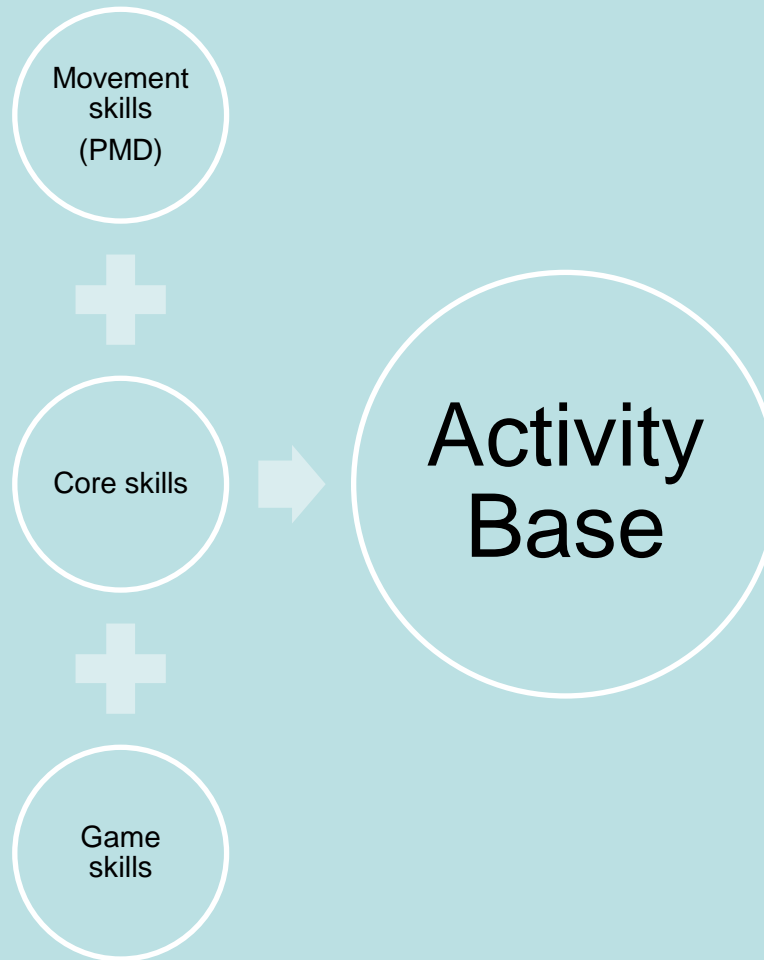 Movement
skills
(PMD)
Core skills
Game
skills
Activity
Base